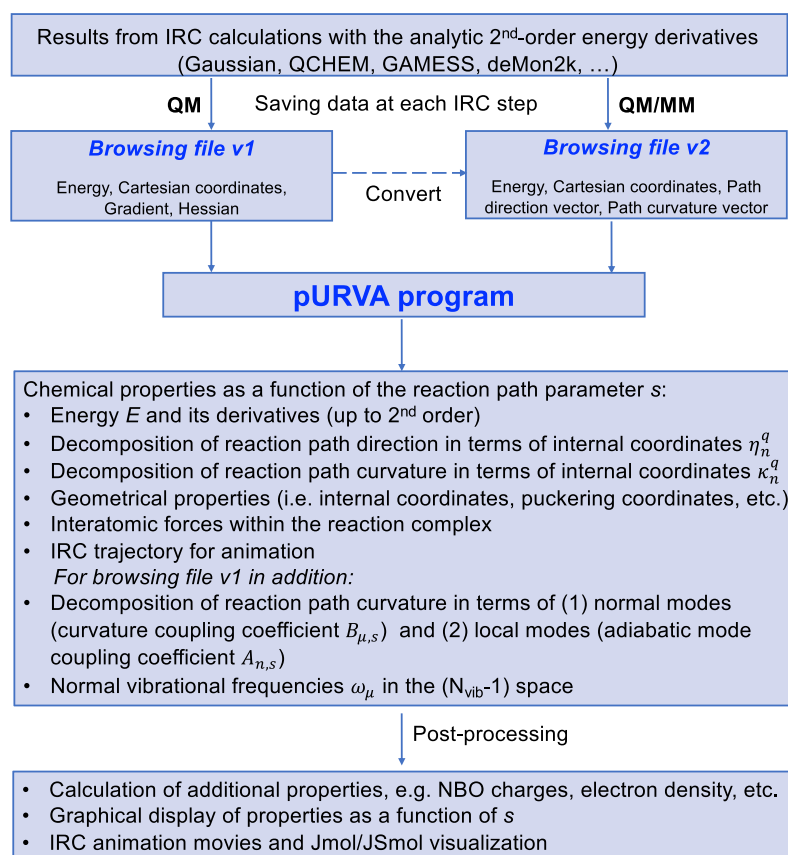 Results from IRC calculations with the analytic 2nd-order energy derivatives
(Gaussian, QCHEM, GAMESS, deMon2k, …)
QM
Saving data at each IRC step
QM/MM
Browsing file v1
Energy, Cartesian coordinates,
Gradient, Hessian
Convert
Browsing file v2
Energy, Cartesian coordinates, Path
direction vector, Path curvature vector
pURVA program
Chemical properties as a function of the reaction path parameter s:
• Energy E and its derivatives (up to 2nd order)
• Decomposition of reaction path direction in terms of internal coordinates η_n^q
• Decomposition of reaction path curvature in terms of internal coordinates κ_n^q
• Geometrical properties (i.e. internal coordinates, puckering coordinates, etc.)
• Interatomic forces within the reaction complex
• IRC trajectory for animation
For browsing file v1 in addition:
• Decomposition of reaction path curvature in terms of (1) normal modes
(curvature coupling coefficient B_μ,s) and (2) local modes (adiabatic mode
coupling coefficient A_n,s)
• Normal vibrational frequencies ω_μ in the (N_vib-1) space
Post-processing
• Calculation of additional properties, e.g. NBO charges, electron density, etc.
• Graphical display of properties as a function of s
• IRC animation movies and Jmol/JSmol visualization